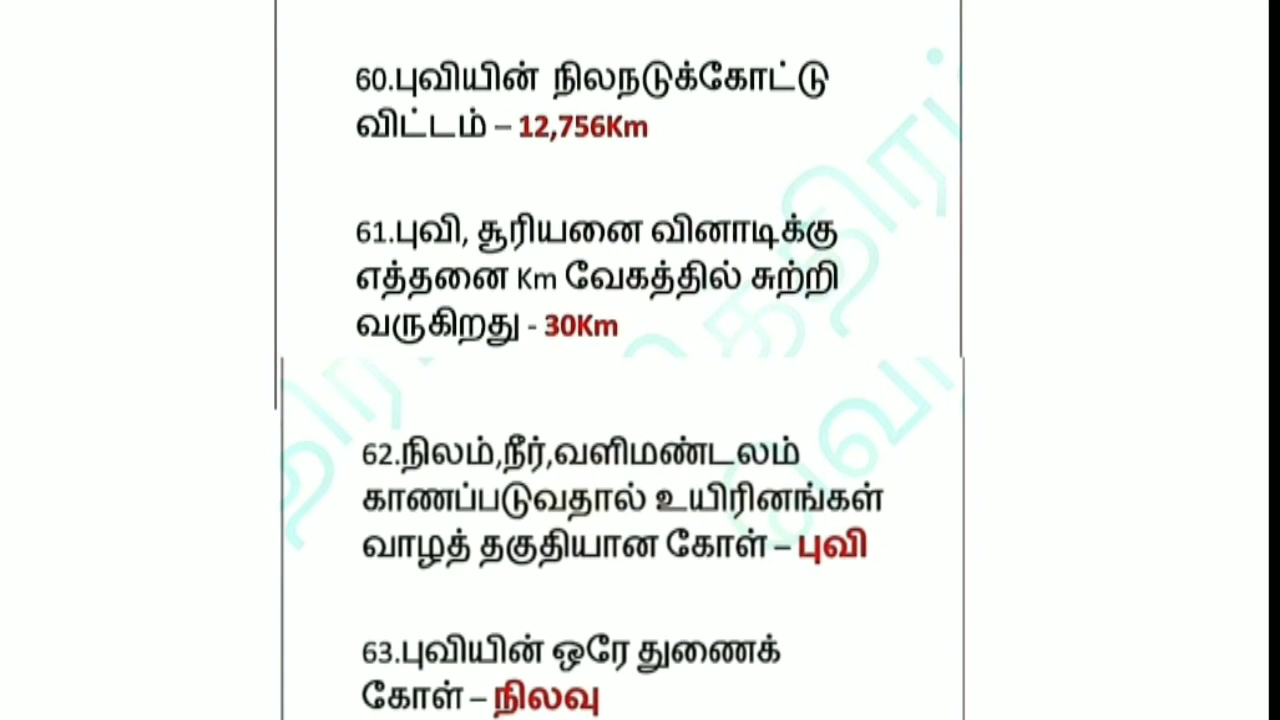 60.புவியின் நிலநடுக்கோட்டு
விட்டம் – 12,756Km
61.புவி, சூரியனை வினாடிக்கு
எத்தனை Km வேகத்தில் சுற்றி
வருகிறது - 30Km
62.நிலம்,நீர்,வளிமண்டலம்
காணப்படுவதால் உயிரினங்கள்
வாழத் தகுதியான கோள் – புவி
63.புவியின் ஒரே துணைக்
கோள் – நிலவு